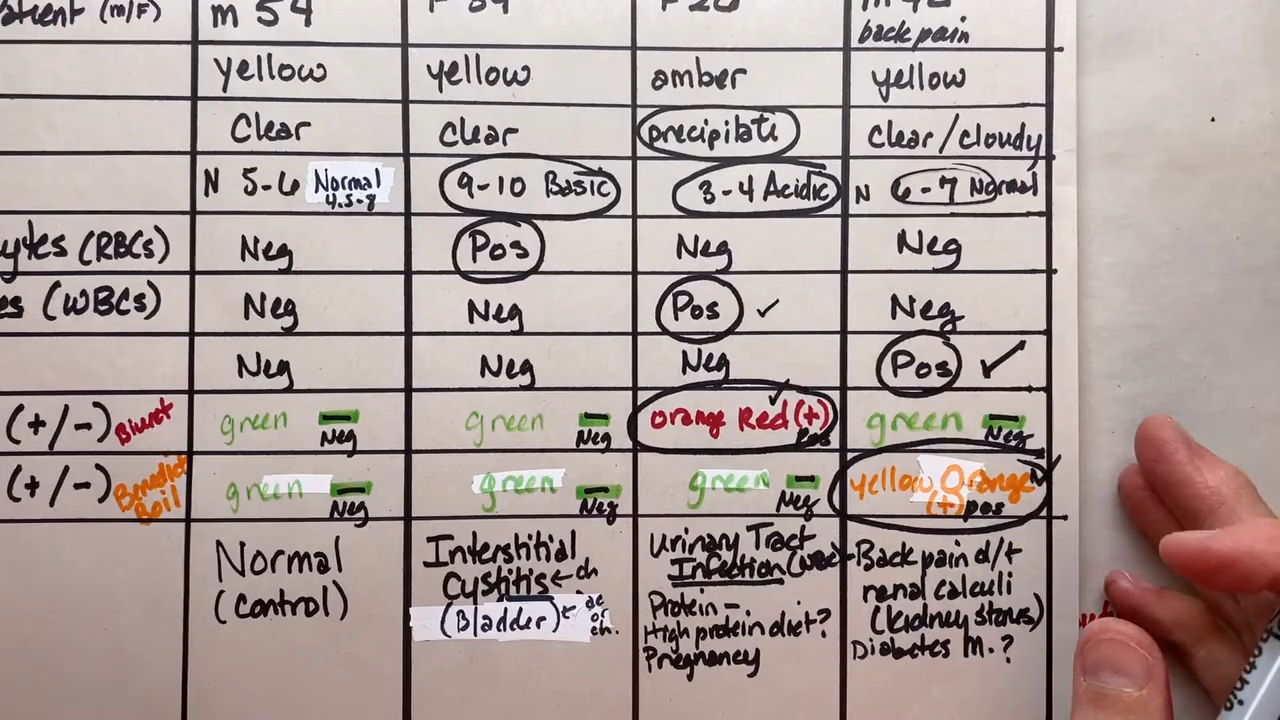 (m/F) m 54
back pain
yellow yellow amber yellow
Clear clear precipitate clear/cloudy
N 5-6 Normal 4.5-8 9-10 Basic 3-4 Acidic N 6-7 Normal
ytes (RBCs) Neg Pos Neg Neg
es (WBCs) Neg Neg Pos ✓ Neg
Neg Neg Neg Pos ✓
(+/-) Biuret green - Neg green - Neg orange Red (+) Pos green - Neg
(+/-) Benedict Boil green - Neg green - Neg green - Neg yellow Orange (+) pos
Normal
(control)
Interstitial
Cystitis ← ch
(Bladder) ← ac or ch.
Urinary Tract
Infection
Protein -
High protein diet?
Pregnancy
Back pain d/t
renal calculi
(kidney stones)
Diabetes M.?